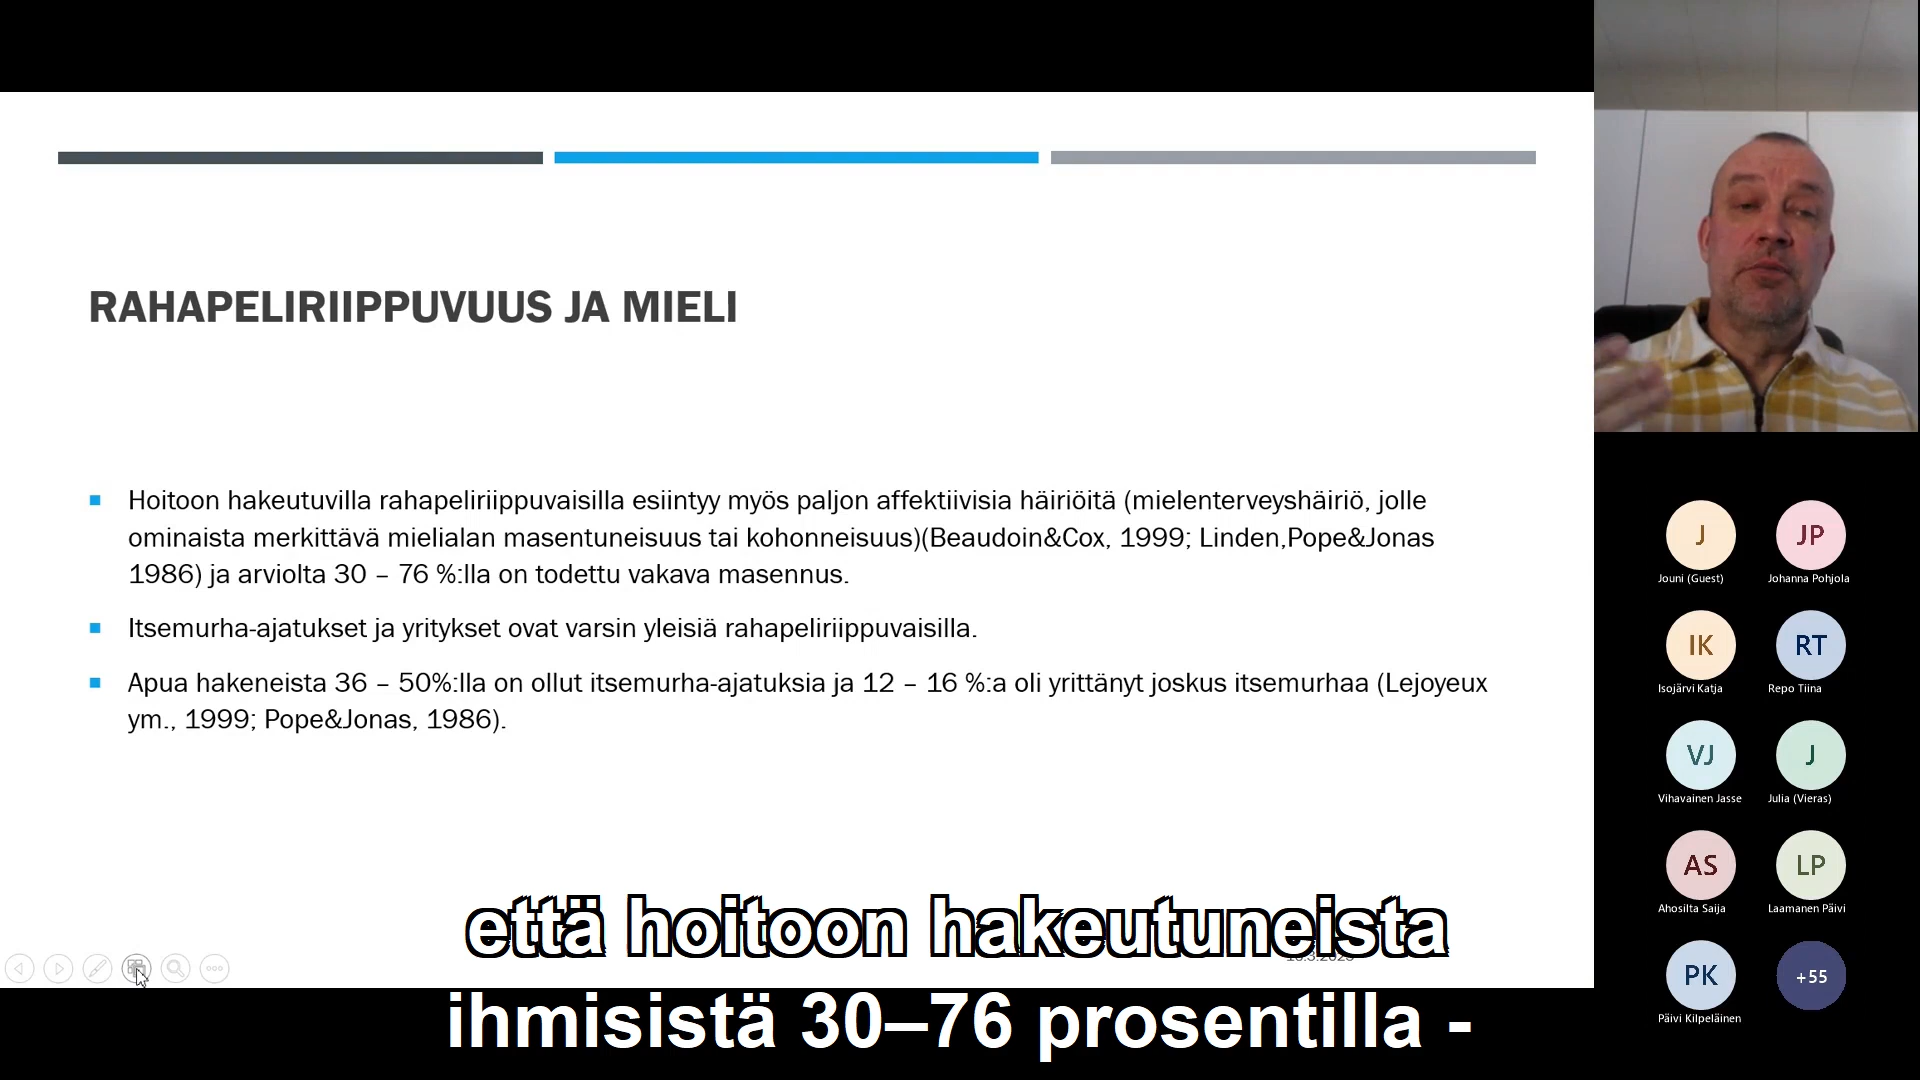 RAHAPELIRIIPPUVUUS JA MIELI
Hoitoon hakeutuvilla rahapeliriippuvaisilla esiintyy myös paljon affektiivisia häiriöitä (mielenterveyshäiriö, jolle
ominaista merkittävä mielialan masentuneisuus tai kohonneisuus)(Beaudoin&Cox, 1999; Linden,Pope&Jonas
1986) ja arviolta 30 – 76 %:lla on todettu vakava masennus.
Itsemurha-ajatukset ja yritykset ovat varsin yleisiä rahapeliriippuvaisilla.
Apua hakeneista 36 – 50%:lla on ollut itsemurha-ajatuksia ja 12 – 16 %:a oli yrittänyt joskus itsemurhaa (Lejoyeux
ym., 1999; Pope&Jonas, 1986).
että hoitoon hakeutuneista
ihmisistä 30–76 prosentilla -
J
JP
Jouni (Guest)
Johanna Pohjola
IK
RT
Isojärvi Katja
Repo Tiina
VJ
J
Vihavainen Jasse
Julia (Vieras)
AS
LP
Ahosilta Saija
Laamanen Päivi
PK
+55
Päivi Kilpeläinen